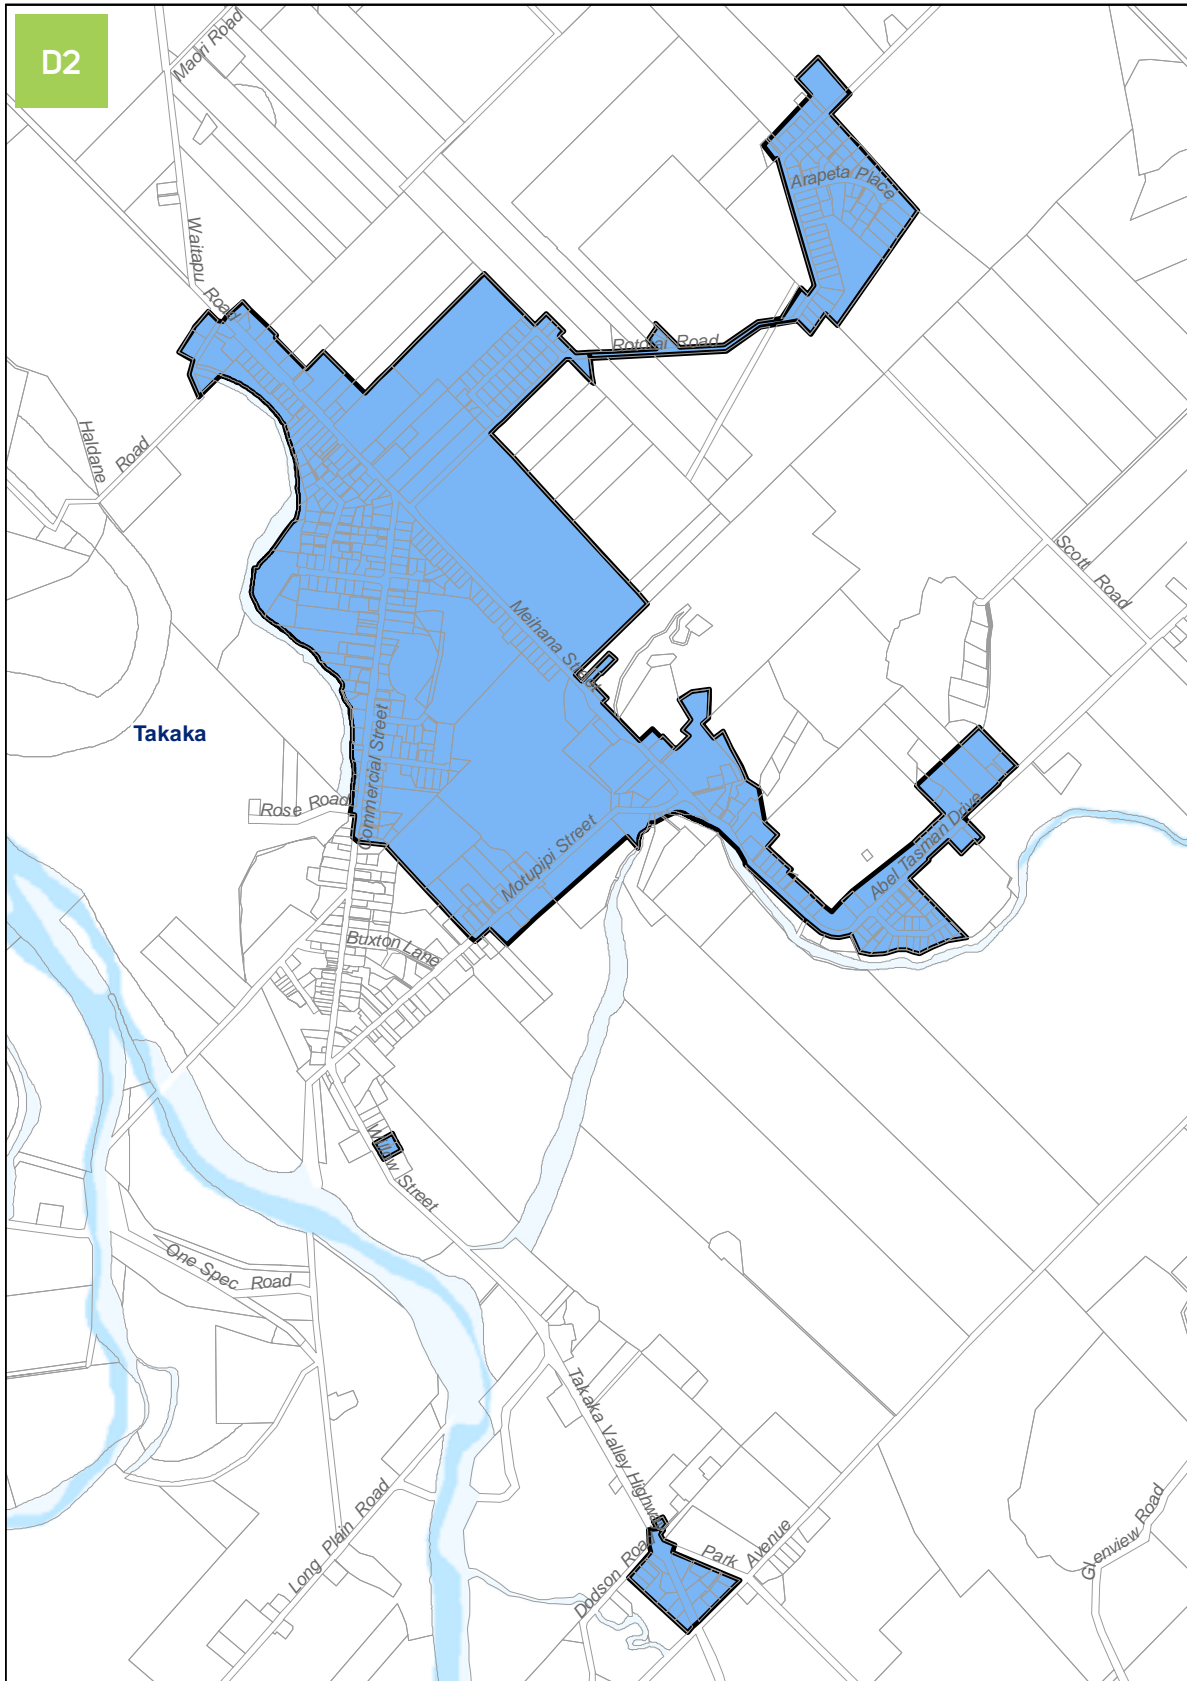 D2
Maori Road
Arapeta Place
Waitapu Road
Rototai Road
Haldane Road
Scott Road
Meihana Street
Takaka
Commercial Street
Rose Road
Abel Tasman Drive
Motupipi Street
Buxton Lane
Willow Street
One Spec Road
Takaka Valley Highway
Long Plain Road
Glenview Road
Park Avenue
Dodson Road